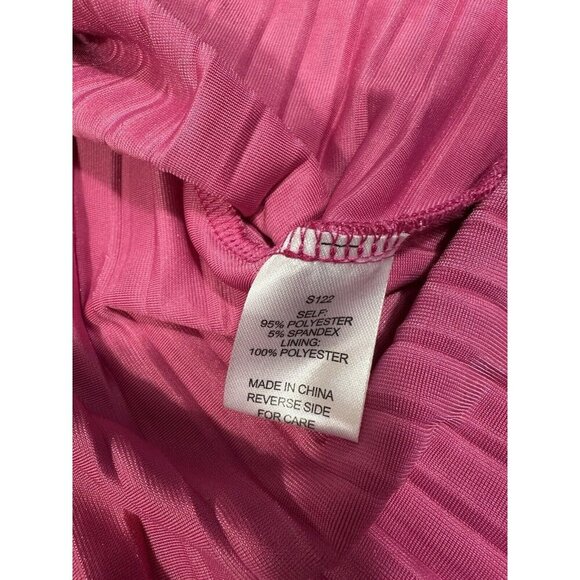 S122
SELF:
95% POLYESTER
5% SPANDEX
LINING:
100% POLYESTER
MADE IN CHINA
REVERSE SIDE
FOR CARE